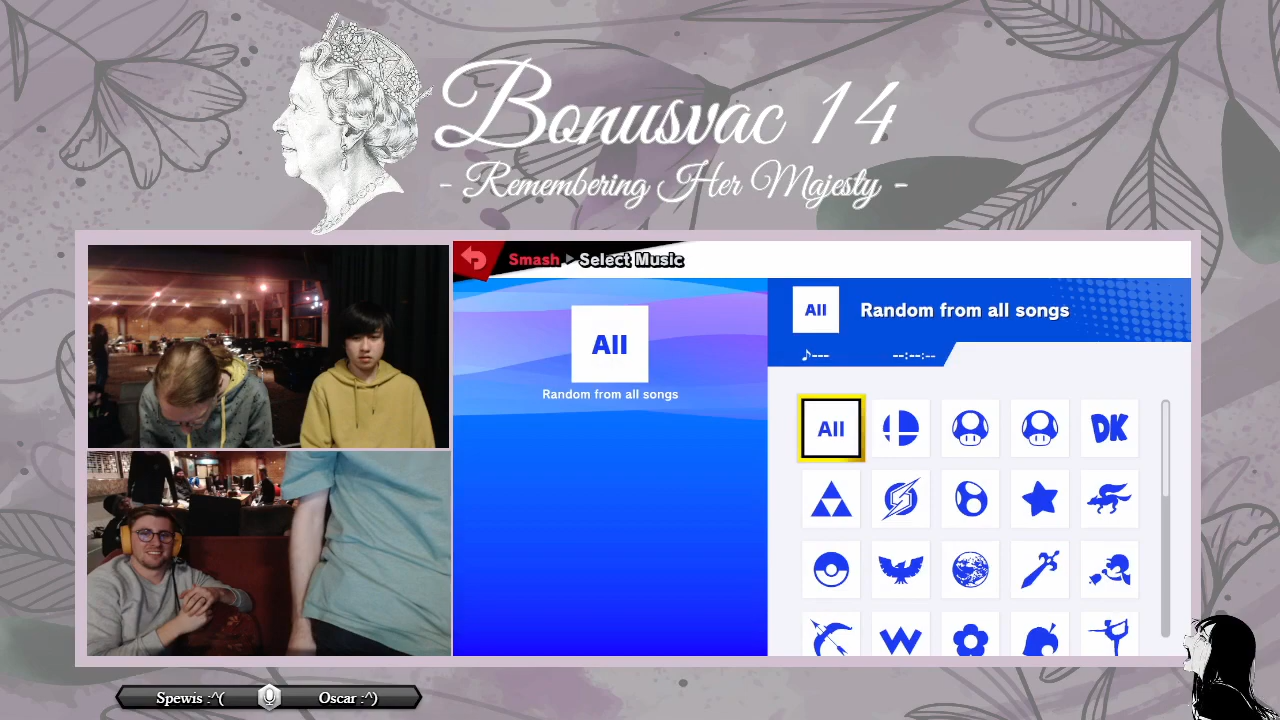 Bonusvac 14
- Remembering Her Majesty -
Smash ▸ Select Music
All
Random from all songs
All
Random from all songs
♪---
--:--:--
All
DK
Spewis :^(
Oscar :^)